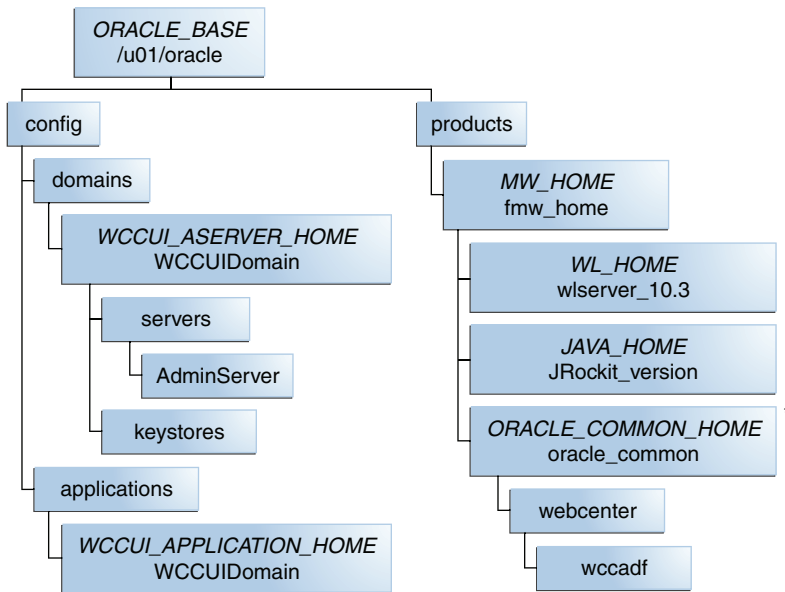 ORACLE_BASE
/u01/oracle
config
domains
WCCUI_ASERVER_HOME
WCCUIDomain
servers
AdminServer
keystores
applications
WCCUI_APPLICATION_HOME
WCCUIDomain
products
MW_HOME
fmw_home
WL_HOME
wlserver_10.3
JAVA_HOME
JRockit_version
ORACLE_COMMON_HOME
oracle_common
webcenter
wccadf